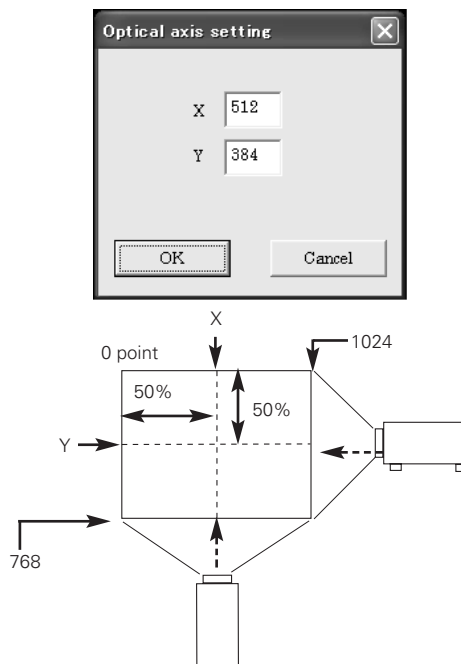 Optical axis setting
X 512
Y 384
OK Cancel
X
0 point 1024
50%
50%
Y
768